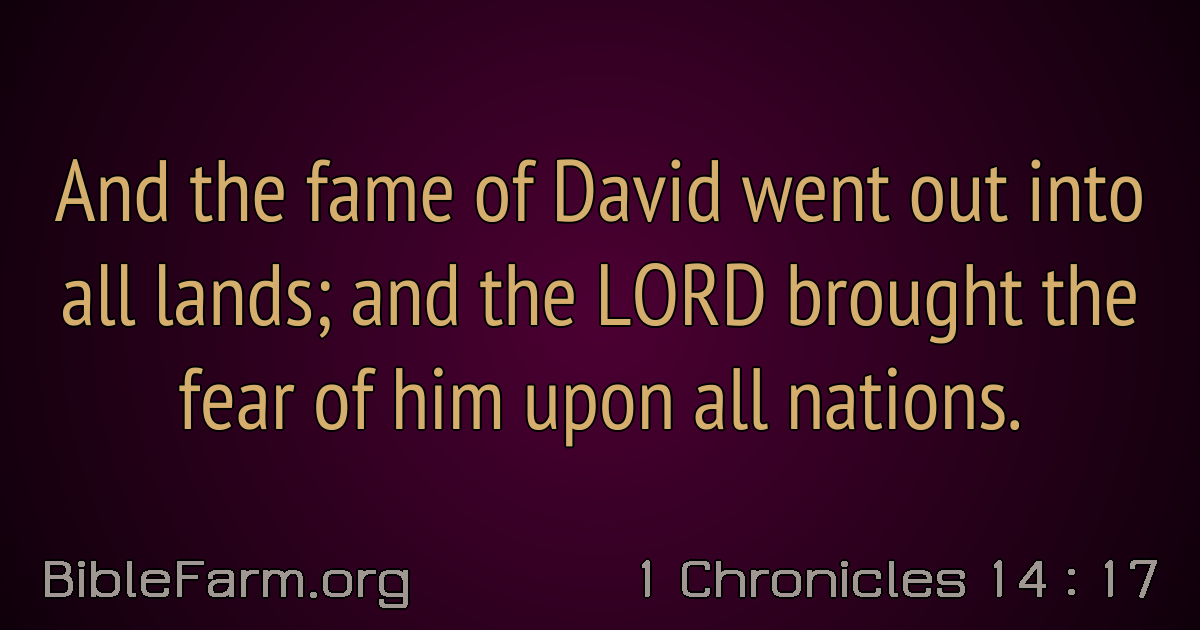 And the fame of David went out into
all lands; and the LORD brought the
fear of him upon all nations.
BibleFarm.org
1 Chronicles 14 : 17